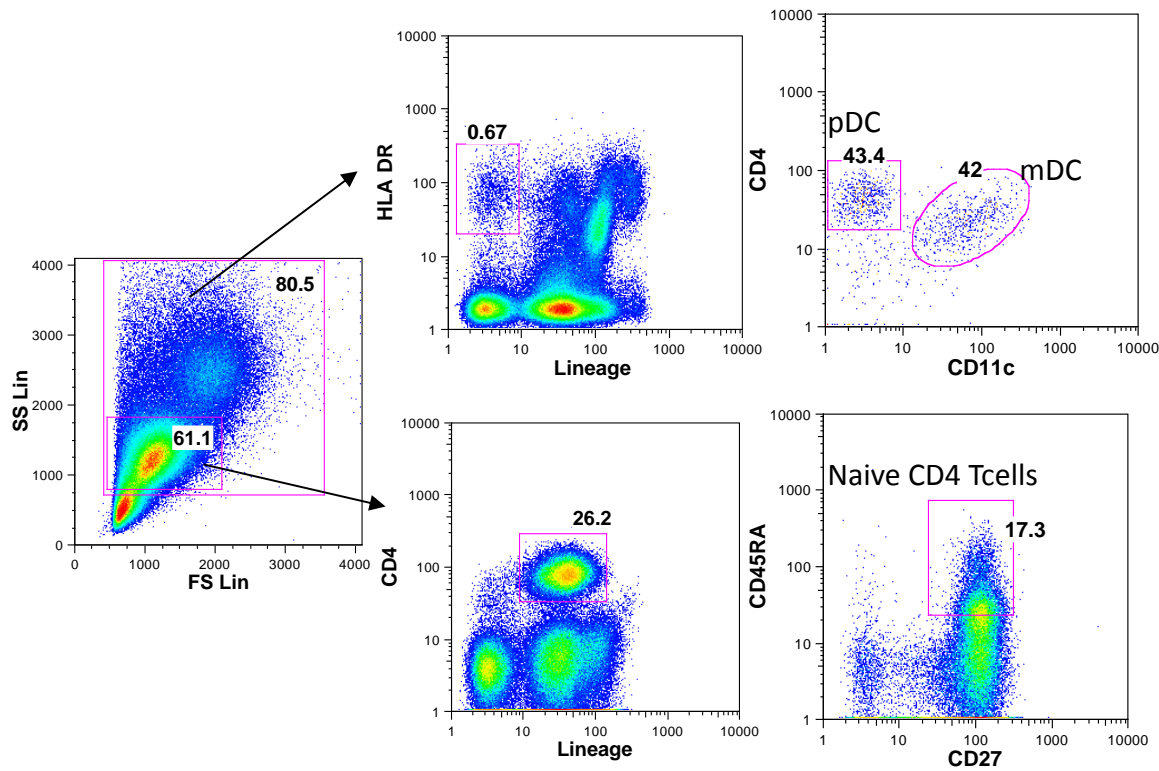 80.5
61.1
SS Lin
4000
3000
2000
1000
0
0 1000 2000 3000 4000
FS Lin
0.67
HLA DR
10000
1000
100
10
1
1 10 100 1000 10000
Lineage
pDC
43.4
42
mDC
CD4
10000
1000
100
10
1
1 10 100 1000 10000
CD11c
26.2
CD4
10000
1000
100
10
1
1 10 100 1000 10000
Lineage
Naive CD4 Tcells
17.3
CD45RA
10000
1000
100
10
1
1 10 100 1000 10000
CD27